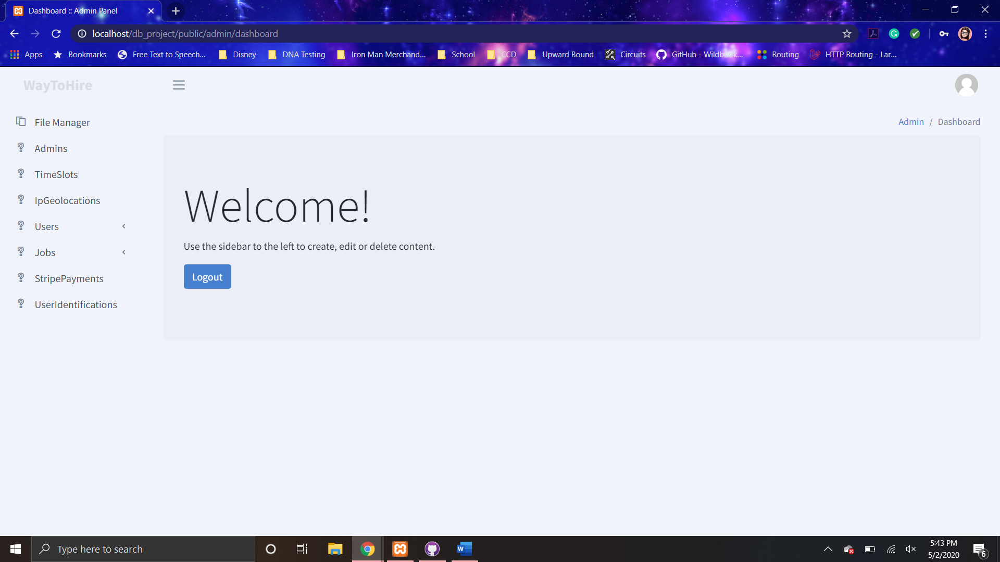 Dashboard :: Admin Panel
localhost/db_project/public/admin/dashboard
Apps Bookmarks Free Text to Speech... Disney DNA Testing Iron Man Merchand... School CCD Upward Bound Circuits GitHub - Wildbook... Routing HTTP Routing - Lar...
WayToHire
File Manager
Admin / Dashboard
Admins
TimeSlots
IpGeolocations
Users
Jobs
StripePayments
UserIdentifications
Welcome!
Use the sidebar to the left to create, edit or delete content.
Logout
Type here to search
5:43 PM
5/2/2020
6